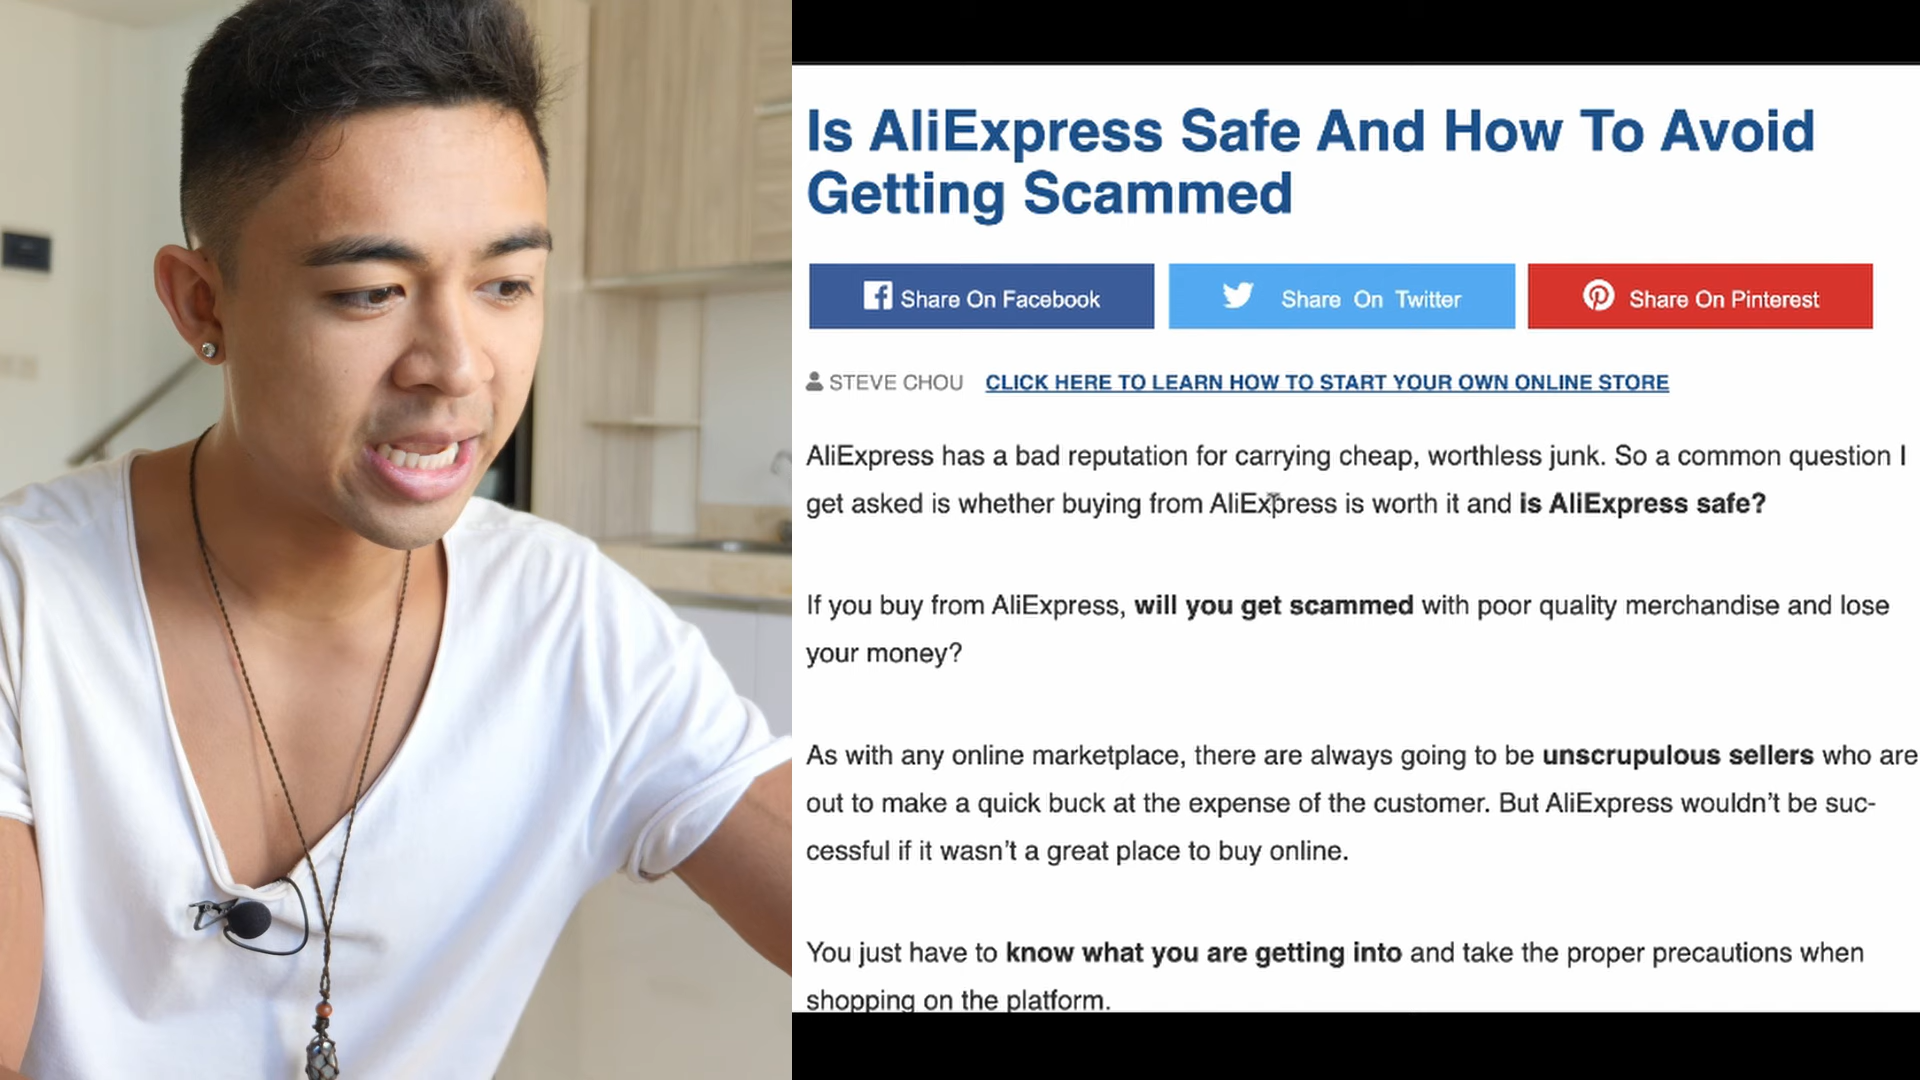 Is AliExpress Safe And How To Avoid
Getting Scammed
Share On Facebook
Share On Twitter
Share On Pinterest
STEVE CHOU CLICK HERE TO LEARN HOW TO START YOUR OWN ONLINE STORE
AliExpress has a bad reputation for carrying cheap, worthless junk. So a common question I
get asked is whether buying from AliExpress is worth it and is AliExpress safe?
If you buy from AliExpress, will you get scammed with poor quality merchandise and lose
your money?
As with any online marketplace, there are always going to be unscrupulous sellers who are
out to make a quick buck at the expense of the customer. But AliExpress wouldn't be suc-
cessful if it wasn't a great place to buy online.
You just have to know what you are getting into and take the proper precautions when
shopping on the platform.